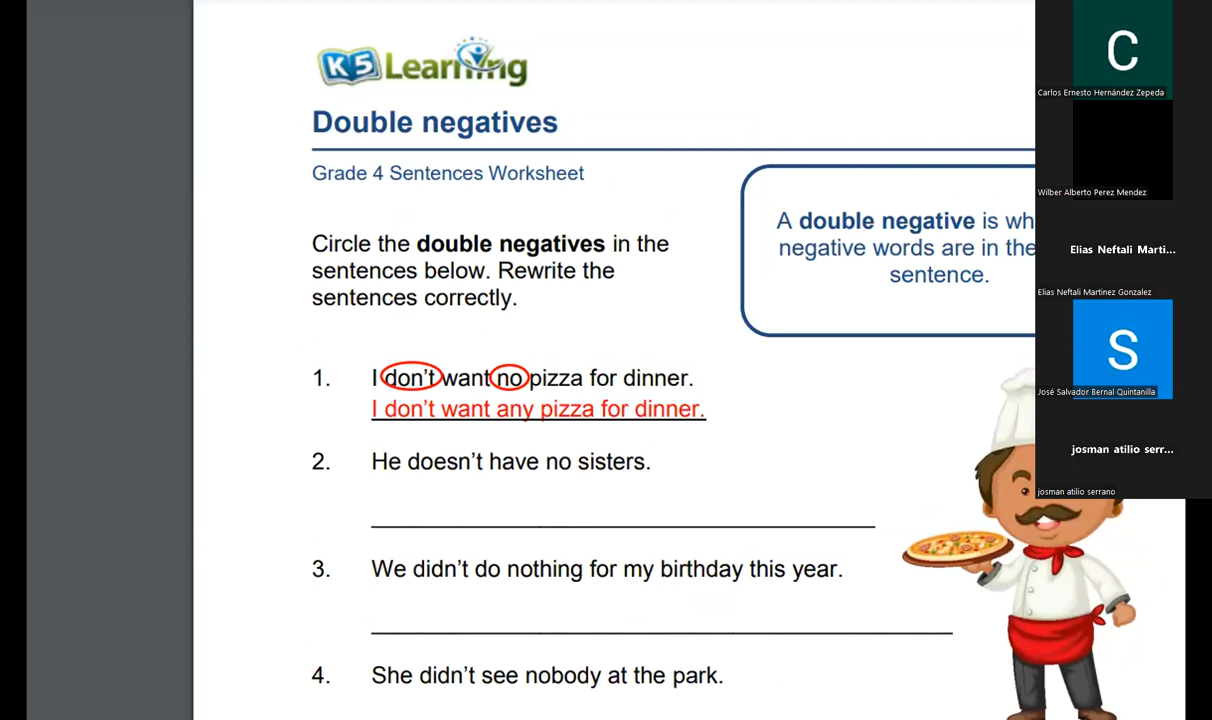 K5 Learning
Double negatives
Grade 4 Sentences Worksheet
Circle the double negatives in the
sentences below. Rewrite the
sentences correctly.
A double negative is wh
negative words are in the
sentence.
1. I don't want no pizza for dinner.
I don't want any pizza for dinner.
2. He doesn't have no sisters.
3. We didn't do nothing for my birthday this year.
4. She didn't see nobody at the park.
C
Carlos Ernesto Hernández Zepeda
Wilber Alberto Perez Mendez
Elias Neftali Marti...
Elias Neftali Martinez Gonzalez
S
José Salvador Bernal Quintanilla
josman atilio serr...
josman atilio serrano